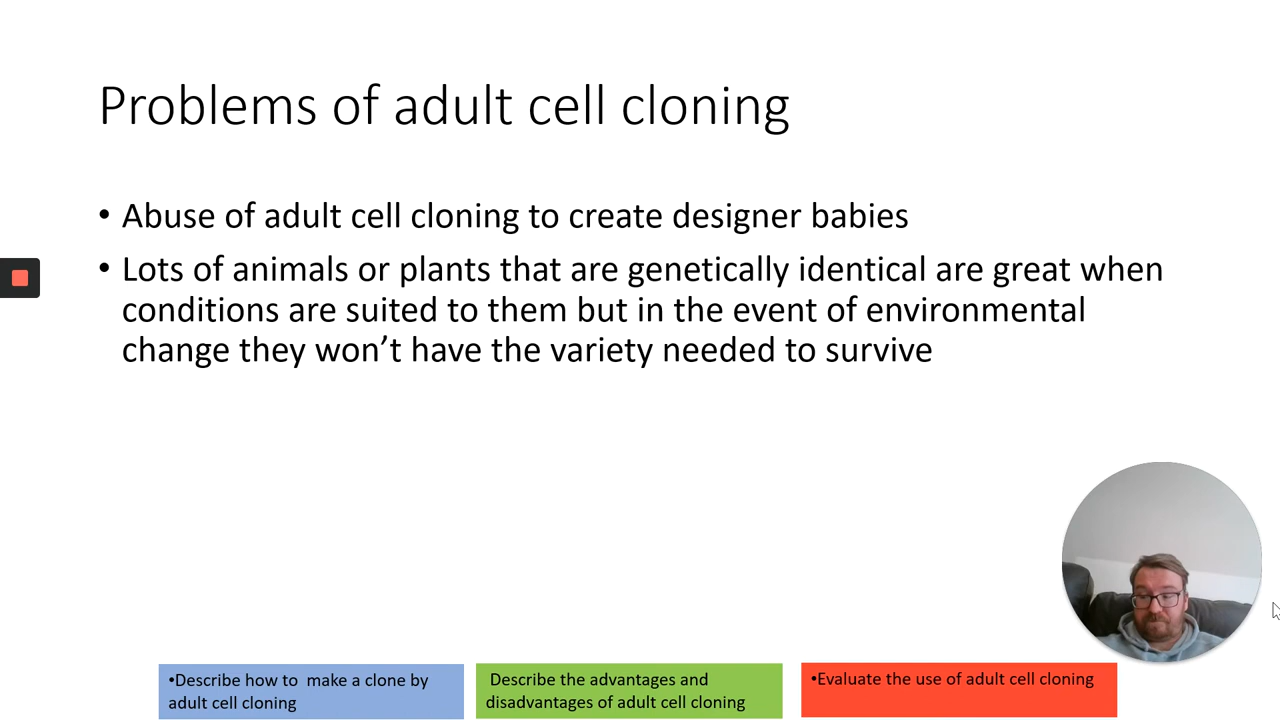 Problems of adult cell cloning
• Abuse of adult cell cloning to create designer babies
• Lots of animals or plants that are genetically identical are great when
conditions are suited to them but in the event of environmental
change they won’t have the variety needed to survive
•Describe how to  make a clone by
adult cell cloning
Describe the advantages and
disadvantages of adult cell cloning
•Evaluate the use of adult cell cloning